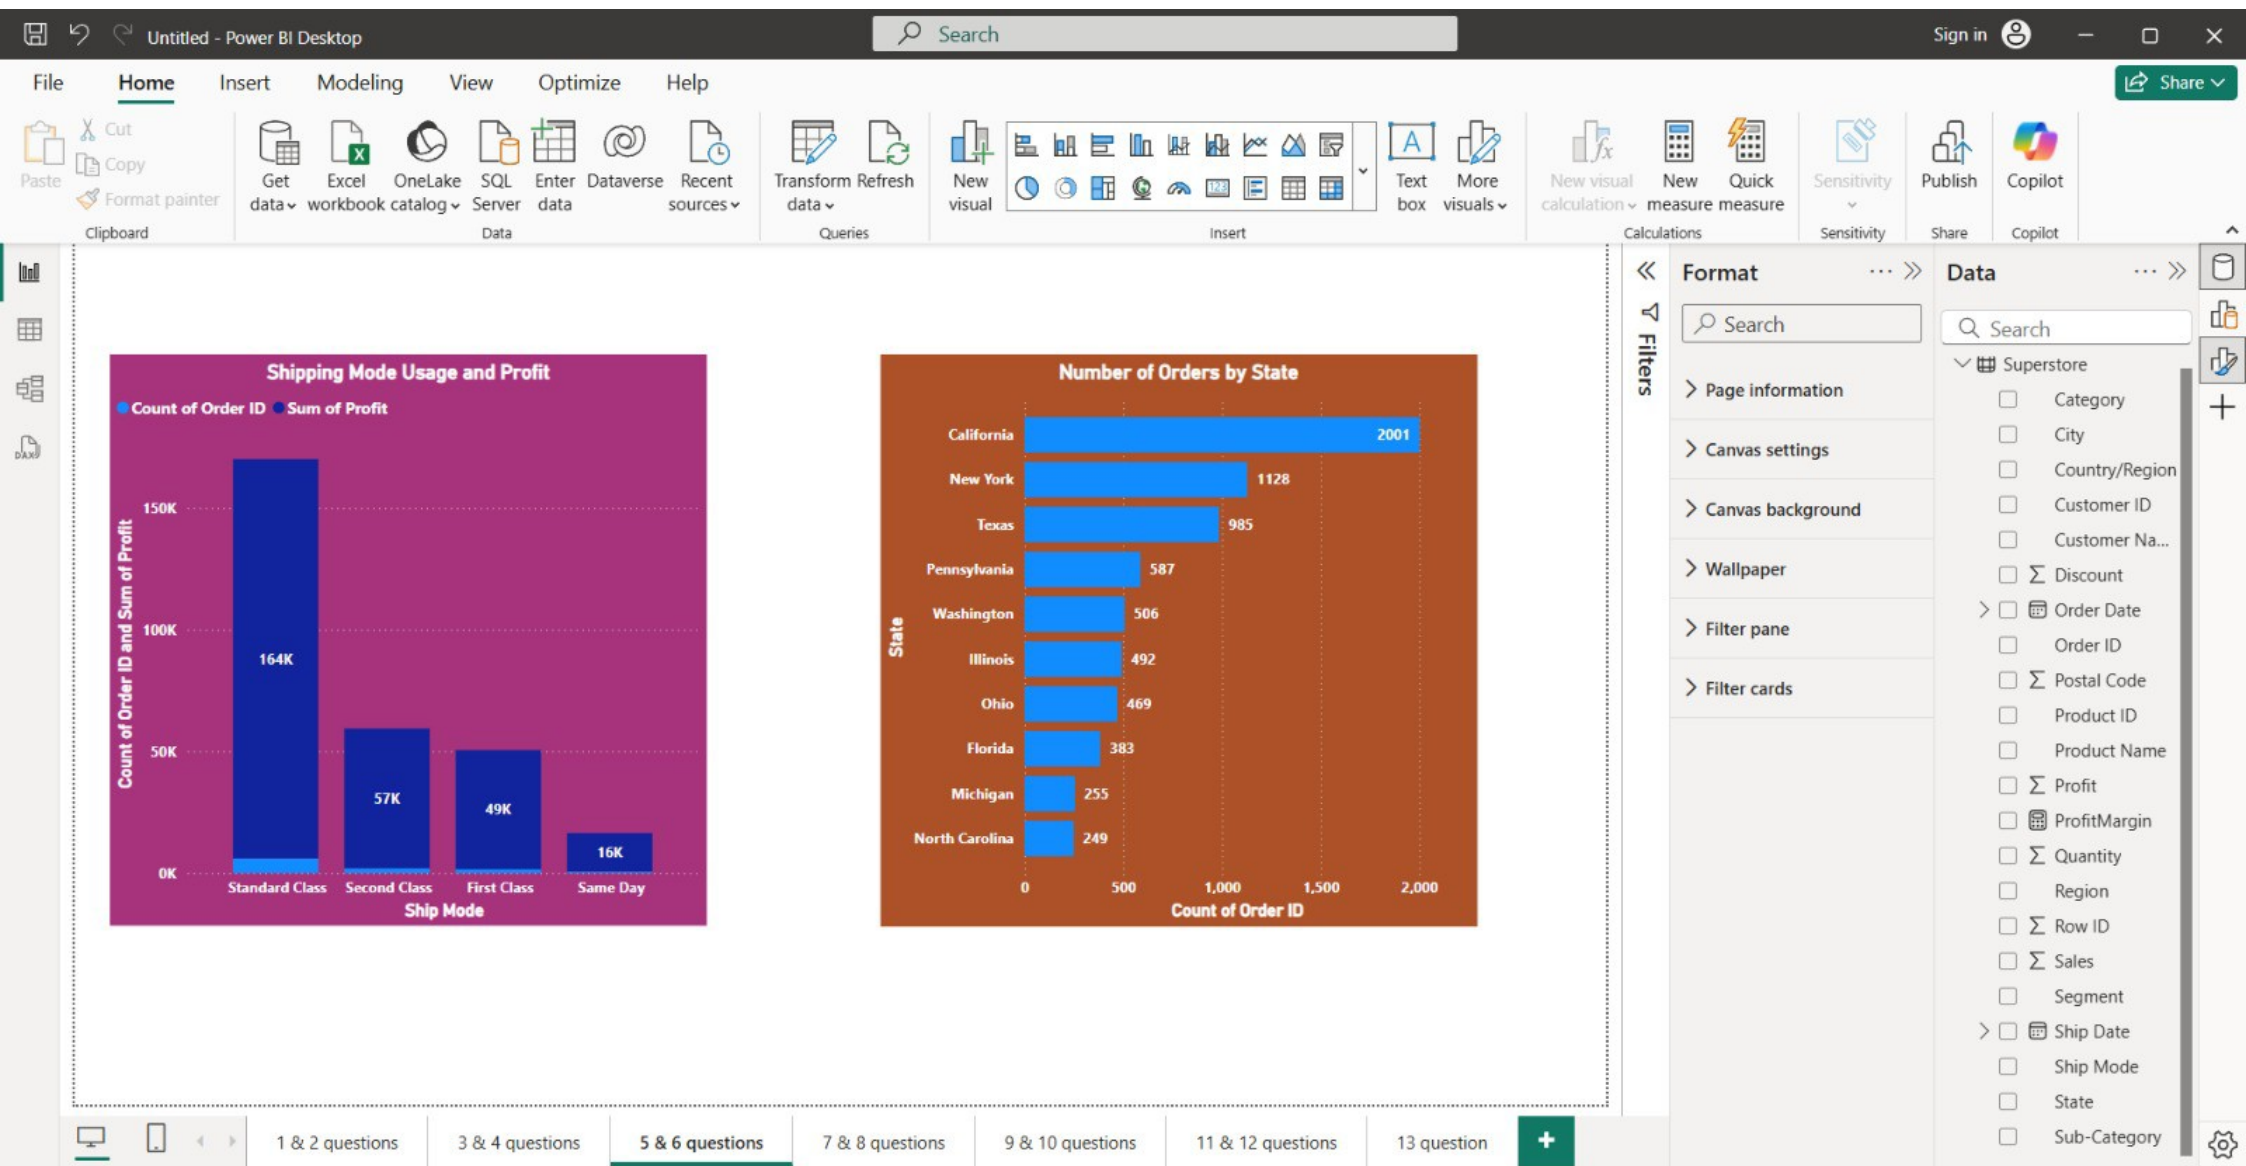 Untitled - Power BI Desktop
Search
Sign in
File Home Insert Modeling View Optimize Help
Share
Paste
Cut
Copy
Format painter
Clipboard
Get data
Excel workbook
OneLake catalog
SQL Server
Enter data
Dataverse
Recent sources
Data
Transform data
Refresh
Queries
New visual
123
Insert
A
Text box
More visuals
New visual calculation
New measure
Quick measure
Calculations
Sensitivity
Sensitivity
Publish
Share
Copilot
Copilot
DAX
Shipping Mode Usage and Profit
Count of Order ID Sum of Profit
Count of Order ID and Sum of Profit
150K
100K
50K
0K
164K
57K
49K
16K
Standard Class Second Class First Class Same Day
Ship Mode
Number of Orders by State
State
California 2001
New York 1128
Texas 985
Pennsylvania 587
Washington 506
Illinois 492
Ohio 469
Florida 383
Michigan 255
North Carolina 249
0 500 1,000 1,500 2,000
Count of Order ID
Filters
Format
Search
Page information
Canvas settings
Canvas background
Wallpaper
Filter pane
Filter cards
Data
Search
Superstore
Category
City
Country/Region
Customer ID
Customer Na...
Σ Discount
Order Date
Order ID
Σ Postal Code
Product ID
Product Name
Σ Profit
ProfitMargin
Σ Quantity
Region
Σ Row ID
Σ Sales
Segment
Ship Date
Ship Mode
State
Sub-Category
1 & 2 questions 3 & 4 questions 5 & 6 questions 7 & 8 questions 9 & 10 questions 11 & 12 questions 13 question +